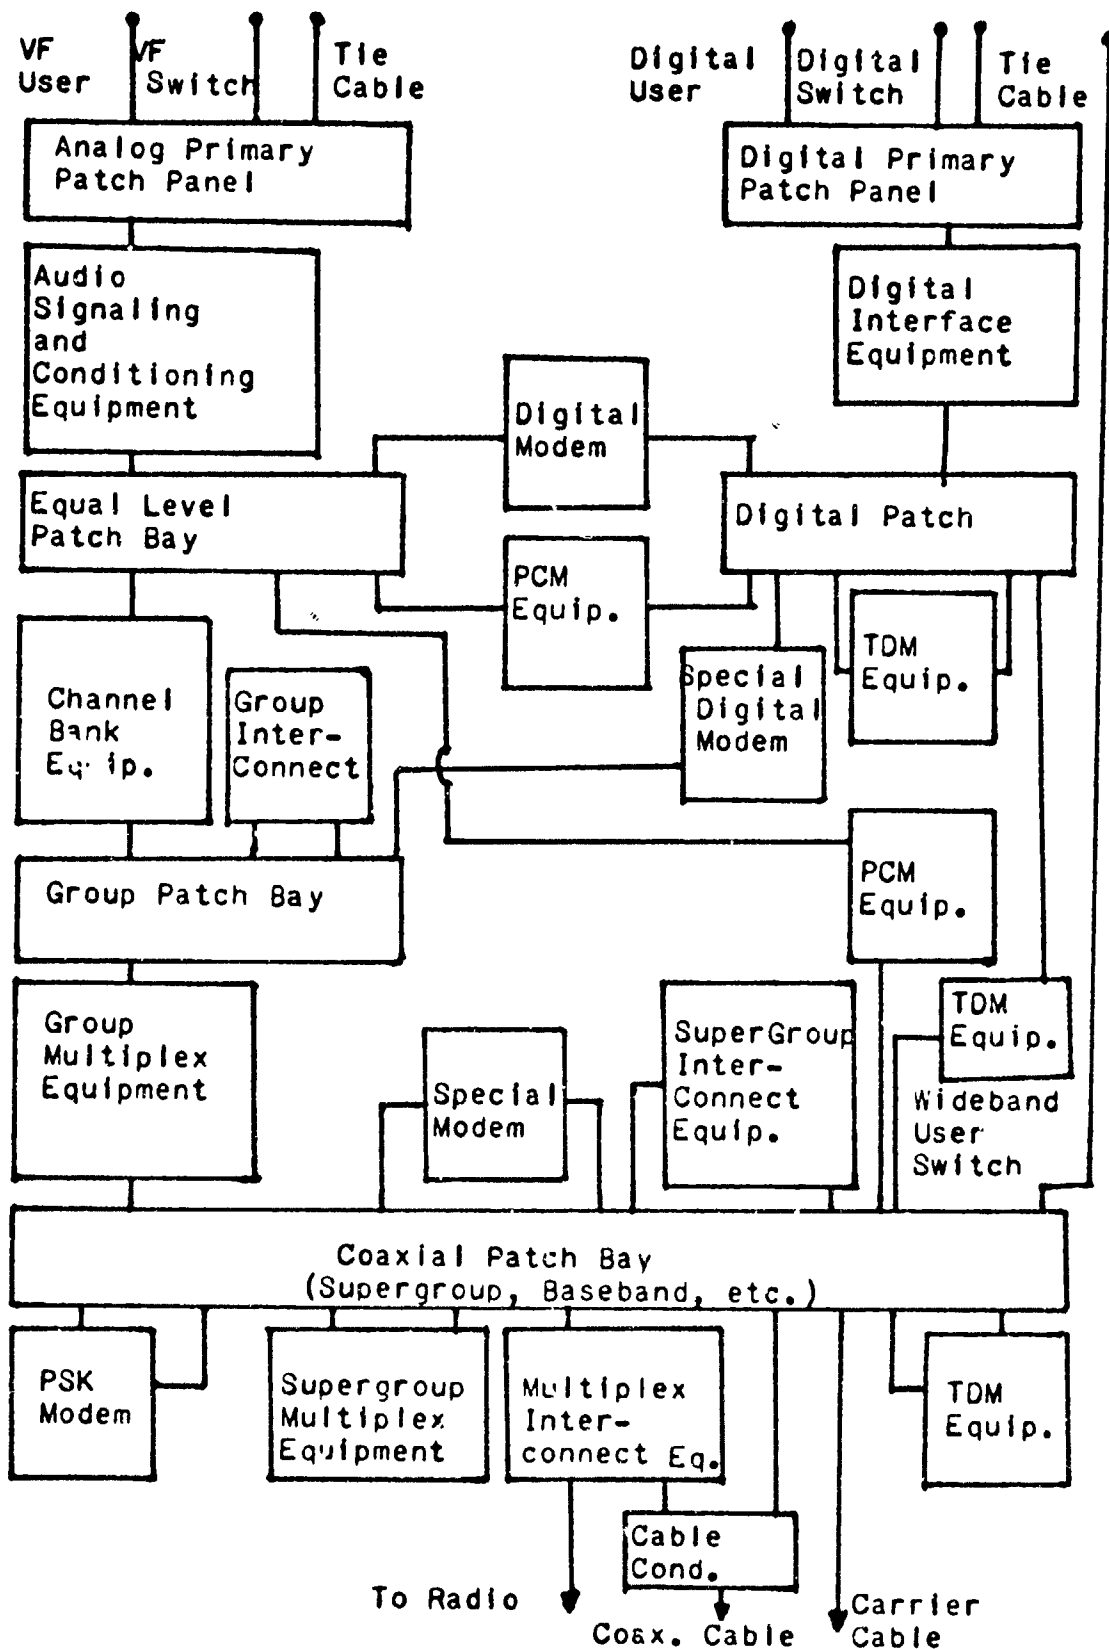 VF
User
VF
Switch
Tie
Cable
Digital
User
Digital
Switch
Tie
Cable
Analog Primary
Patch Panel
Digital Primary
Patch Panel
Audio
Signaling
and
Conditioning
Equipment
Digital
Interface
Equipment
Digital
Modem
Equal Level
Patch Bay
Digital Patch
PCM
Equip.
TDM
Equip.
Special
Digital
Modem
Channel
Bank
Equip.
Group
Inter-
Connect
PCM
Equip.
Group Patch Bay
Group
Multiplex
Equipment
Special
Modem
SuperGroup
Inter-
Connect
Equip.
TDM
Equip.
Wideband
User
Switch
Coaxial Patch Bay
(Supergroup, Baseband, etc.)
PSK
Modem
Supergroup
Multiplex
Equipment
Multiplex
Inter-
connect Eq.
TDM
Equip.
Cable
Cond.
To Radio
Coax. Cable
Carrier
Cable